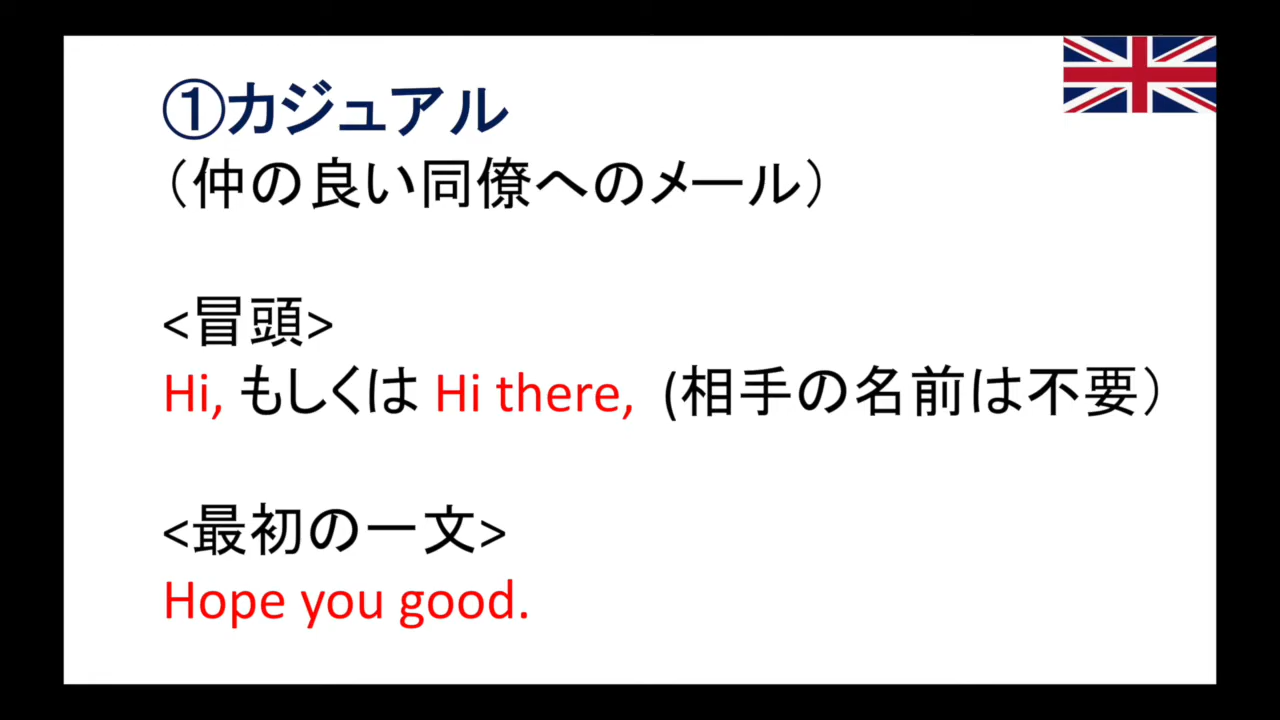 ①カジュアル
（仲の良い同僚へのメール）
<冒頭>
Hi, もしくは Hi there, (相手の名前は不要）
<最初の一文>
Hope you good.